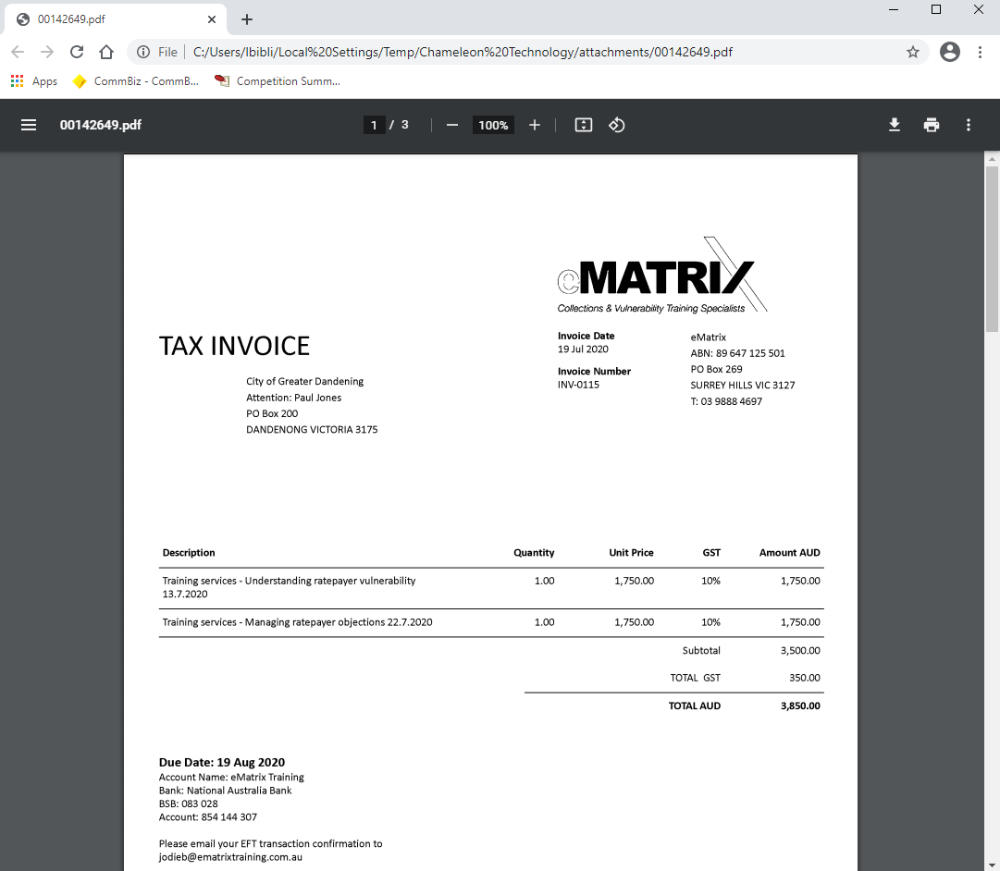 00142649.pdf
File
C:/Users/lbibli/Local%20Settings/Temp/Chameleon%20Technology/attachments/00142649.pdf
Apps
CommBiz - CommB...
Competition Summ...
00142649.pdf
1 / 3
100%
eMATRIX
Collections & Vulnerability Training Specialists
TAX INVOICE
City of Greater Dandening
Attention: Paul Jones
PO Box 200
DANDENONG VICTORIA 3175
Invoice Date
19 Jul 2020
Invoice Number
INV-0115
eMatrix
ABN: 89 647 125 501
PO Box 269
SURREY HILLS VIC 3127
T: 03 9888 4697
Description Quantity Unit Price GST Amount AUD
Training services - Understanding ratepayer vulnerability 1.00 1,750.00 10% 1,750.00
13.7.2020
Training services - Managing ratepayer objections 22.7.2020 1.00 1,750.00 10% 1,750.00
Subtotal 3,500.00
TOTAL GST 350.00
TOTAL AUD 3,850.00
Due Date: 19 Aug 2020
Account Name: eMatrix Training
Bank: National Australia Bank
BSB: 083 028
Account: 854 144 307
Please email your EFT transaction confirmation to
jodieb@ematrixtraining.com.au